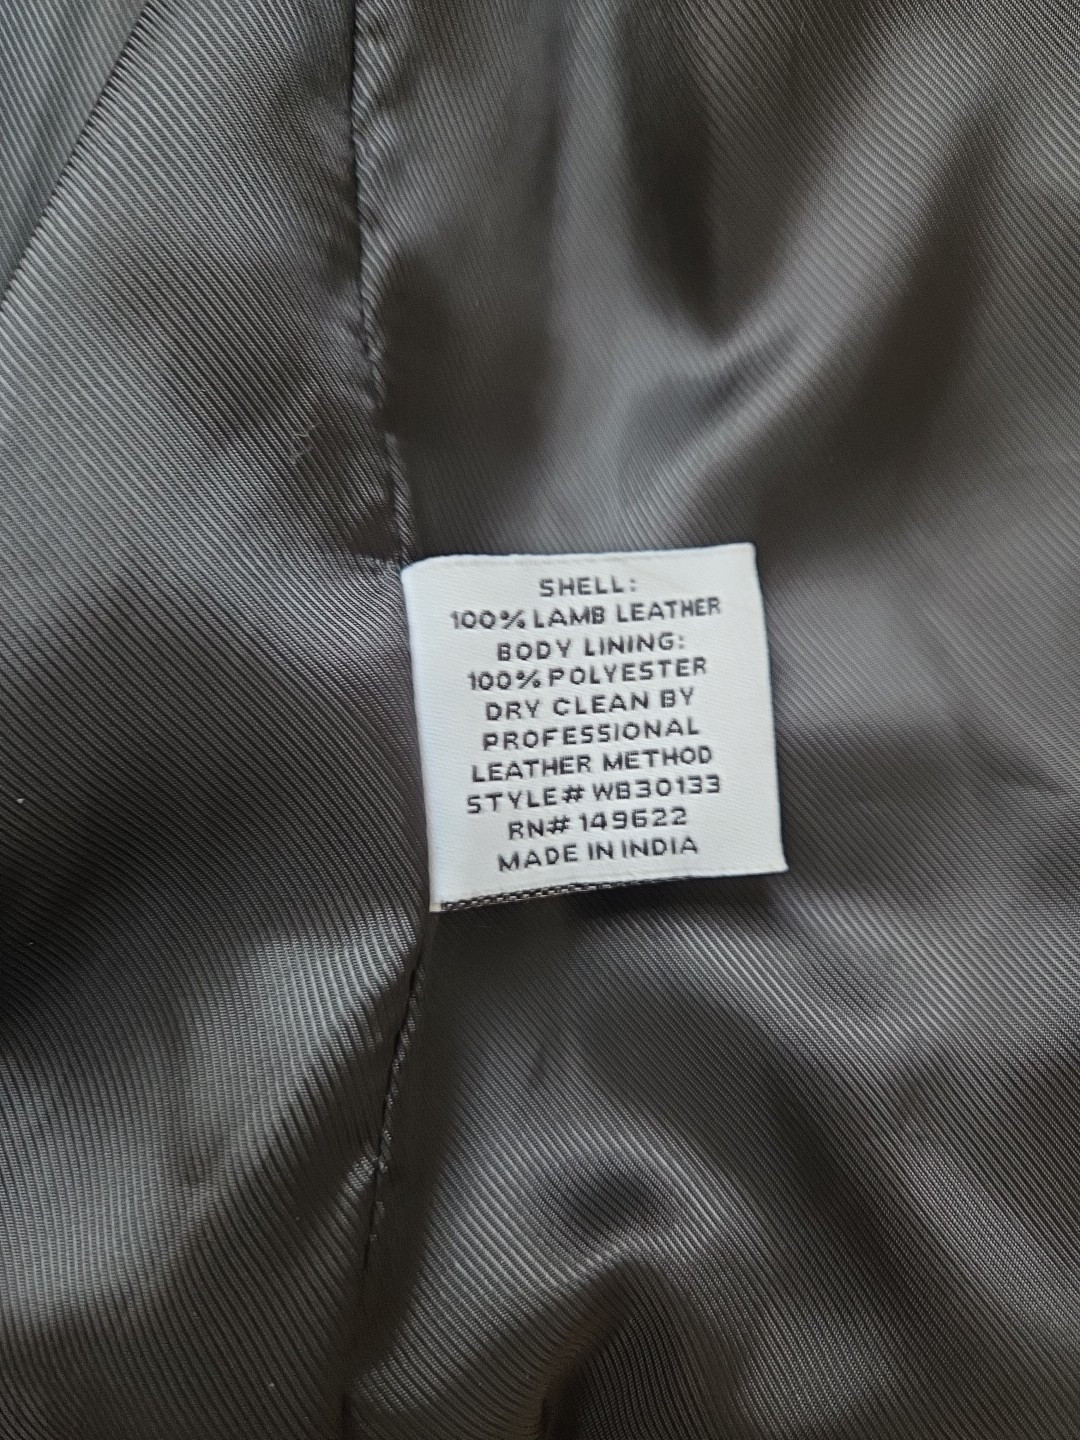 SHELL:
100% LAMB LEATHER
BODY LINING:
100% POLYESTER
DRY CLEAN BY
PROFESSIONAL
LEATHER METHOD
STYLE# WB30133
RN# 149622
MADE IN INDIA